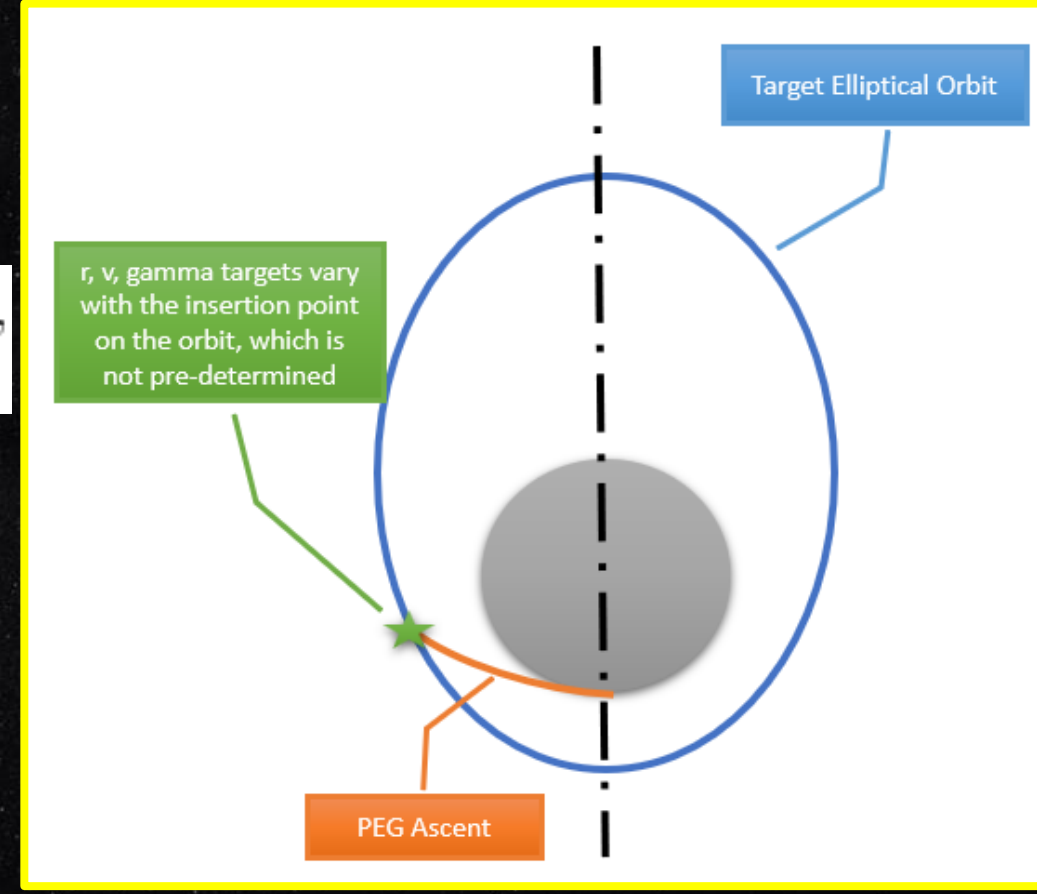 Target Elliptical Orbit
r, v, gamma targets vary
with the insertion point
on the orbit, which is
not pre-determined
PEG Ascent